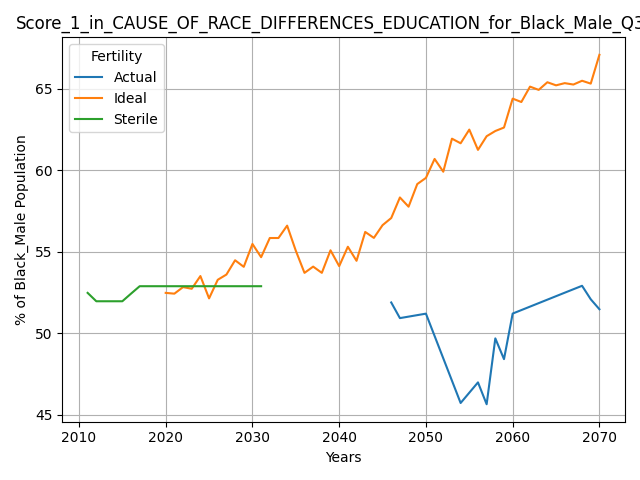 Score_1_in_CAUSE_OF_RACE_DIFFERENCES_EDUCATION_for_Black_Male_Q3
Fertility
Actual
Ideal
Sterile
% of Black_Male Population
65
60
55
50
45
2010 2020 2030 2040 2050 2060 2070
Years